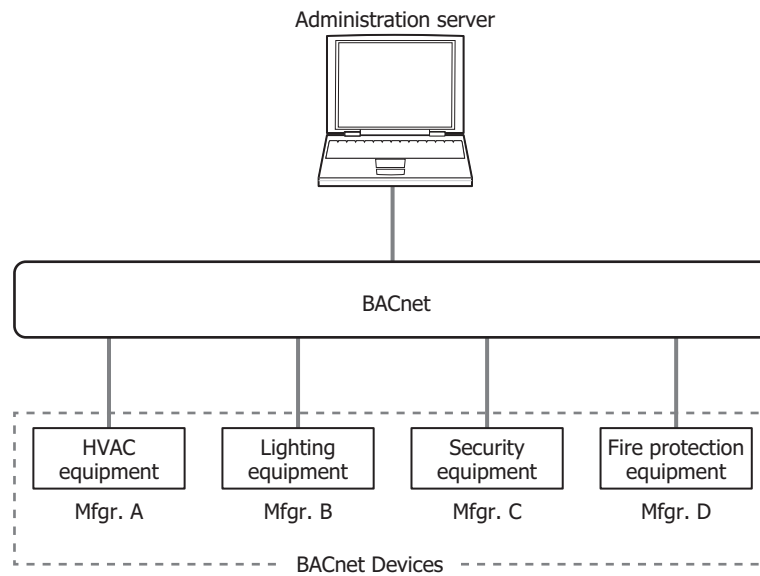 Administration server
BACnet
HVAC
equipment
Lighting
equipment
Security
equipment
Fire protection
equipment
Mfgr. A
Mfgr. B
Mfgr. C
Mfgr. D
BACnet Devices